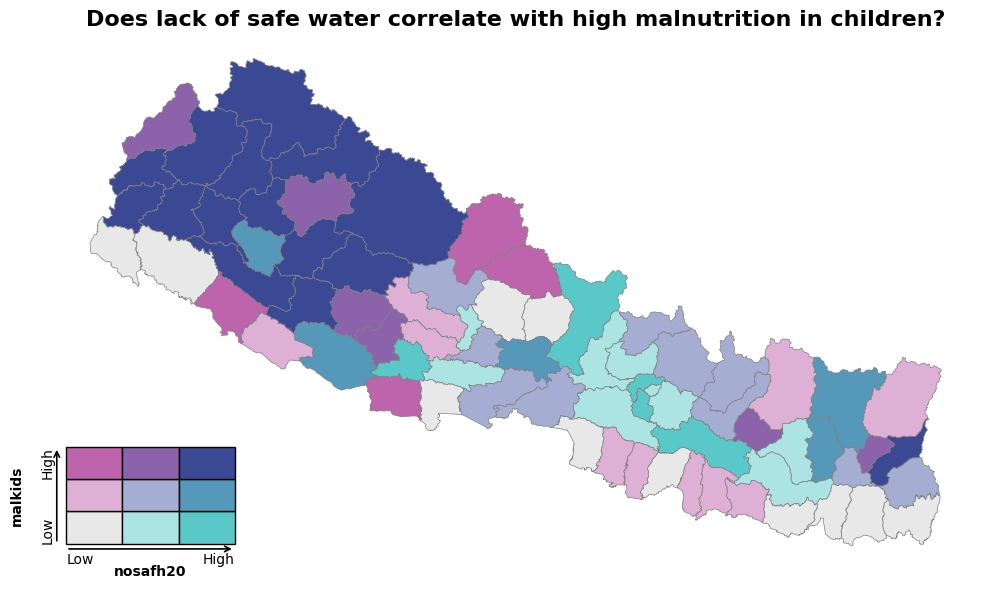 Does lack of safe water correlate with high malnutrition in children?
malkids
High
Low
Low
High
nosafh20